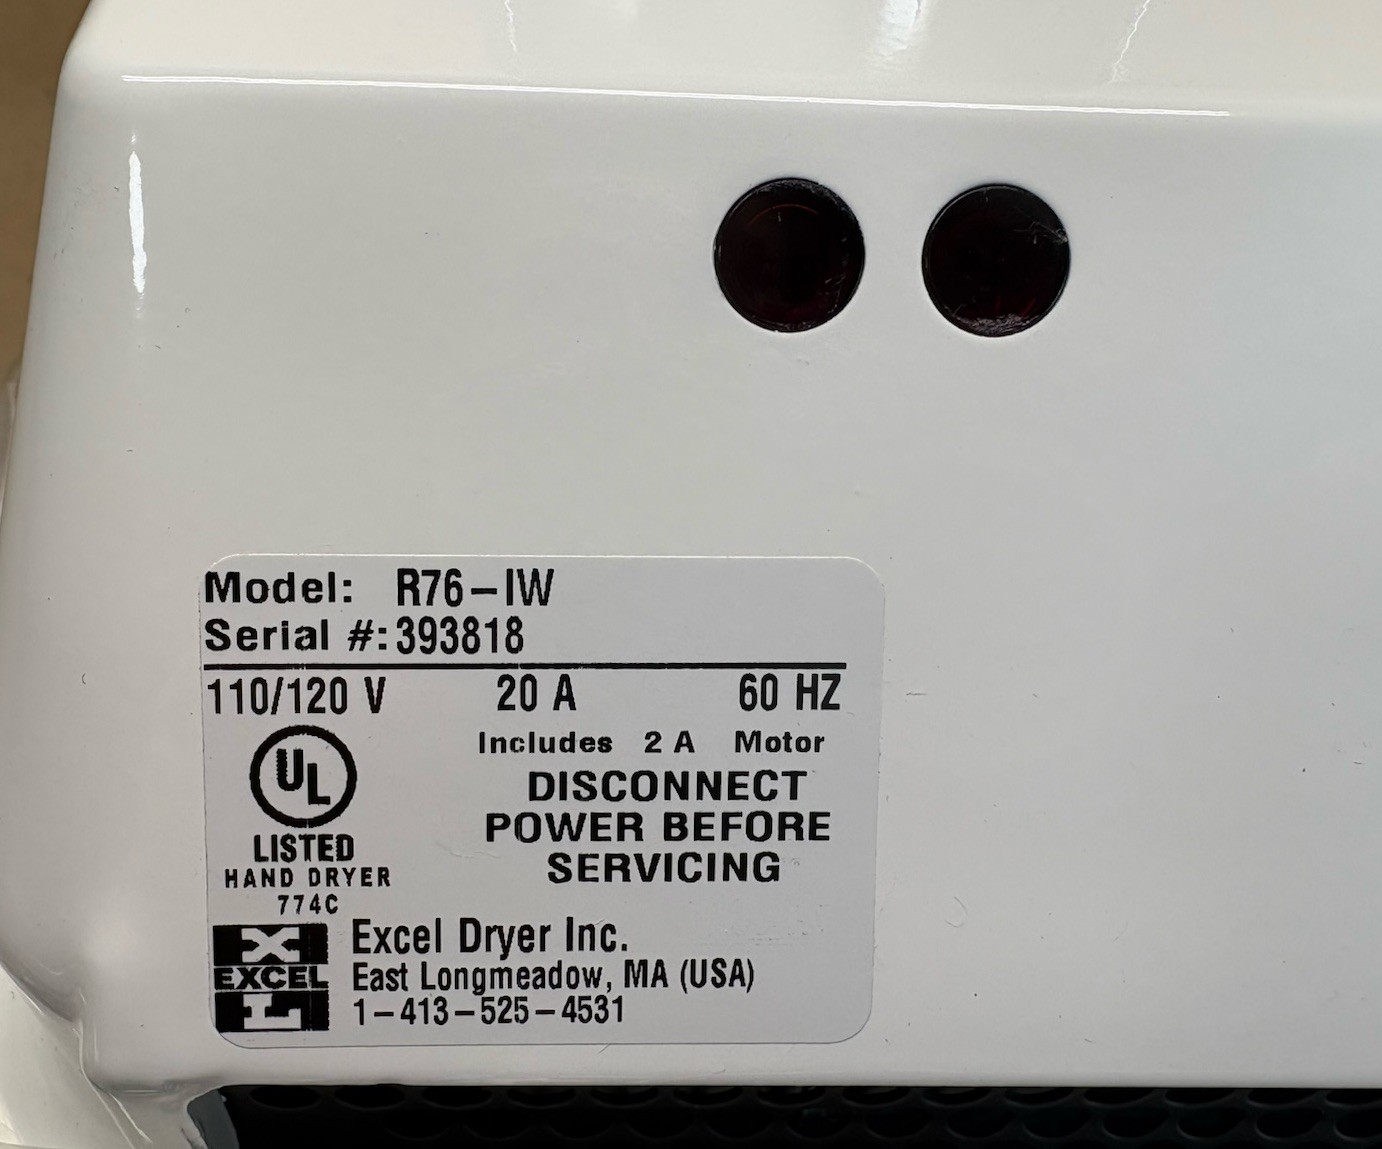 Model: R76-IW
Serial #: 393818
110/120 V 20 A 60 HZ
Includes 2 A Motor
DISCONNECT
POWER BEFORE
SERVICING
UL
LISTED
HAND DRYER
774C
EXCEL
Excel Dryer Inc.
East Longmeadow, MA (USA)
1-413-525-4531